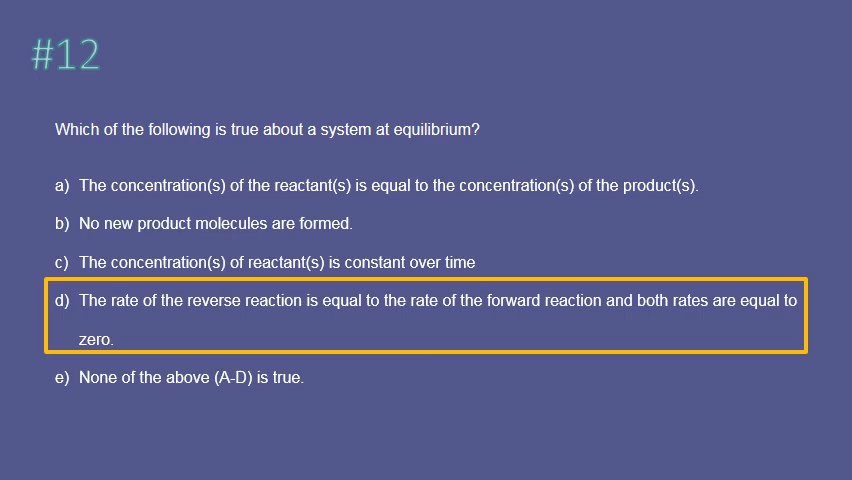 #12
Which of the following is true about a system at equilibrium?
a) The concentration(s) of the reactant(s) is equal to the concentration(s) of the product(s).
b) No new product molecules are formed.
c) The concentration(s) of reactant(s) is constant over time
d) The rate of the reverse reaction is equal to the rate of the forward reaction and both rates are equal to
zero.
e) None of the above (A-D) is true.